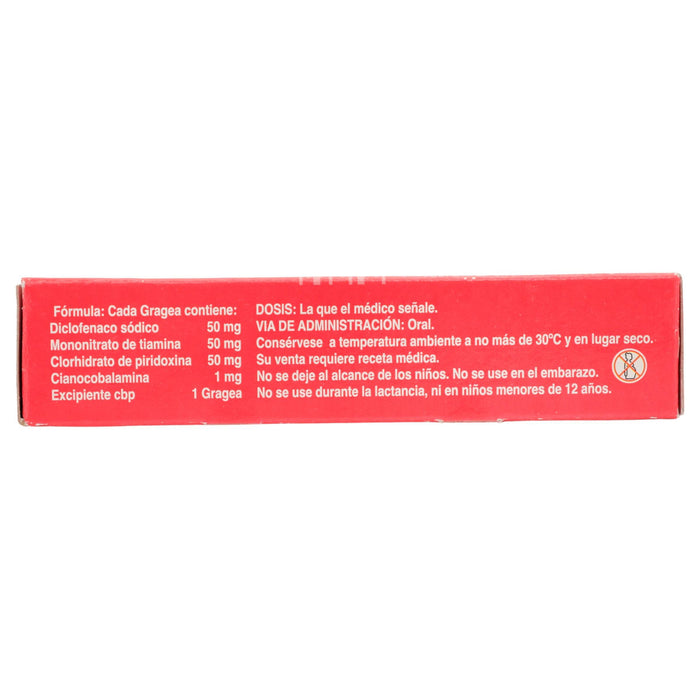 Fórmula: Cada Gragea contiene:
Diclofenaco sódico 50 mg
Mononitrato de tiamina 50 mg
Clorhidrato de piridoxina 50 mg
Cianocobalamina 1 mg
Excipiente cbp 1 Gragea
DOSIS: La que el médico señale.
VIA DE ADMINISTRACIÓN: Oral.
Consérvese a temperatura ambiente a no más de 30ºC y en lugar seco.
Su venta requiere receta médica.
No se deje al alcance de los niños. No se use en el embarazo.
No se use durante la lactancia, ni en niños menores de 12 años.